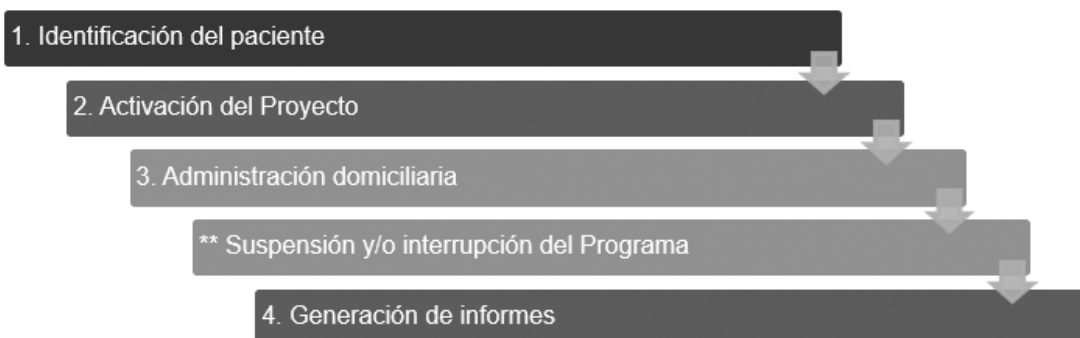 1. Identificación del paciente
2. Activación del Proyecto
3. Administración domiciliaria
** Suspensión y/o interrupción del Programa
4. Generación de informes